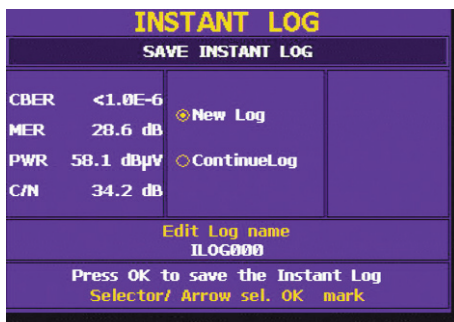 INSTANT LOG
SAVE INSTANT LOG
CBER <1.0E-6
MER 28.6 dB
PWR 58.1 dBµV
C/N 34.2 dB
New Log
ContinueLog
Edit Log name
ILOG000
Press OK to save the Instant Log
Selector/ Arrow sel. OK mark